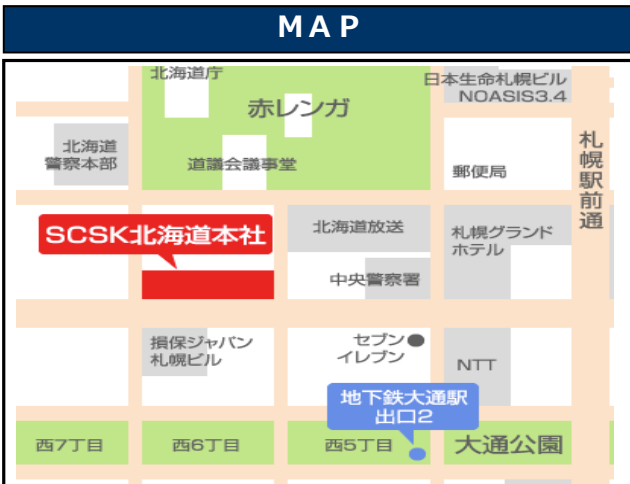 MAP
北海道庁
赤レンガ
日本生命札幌ビル
NOASIS3.4
北海道
警察本部
道議会議事堂
郵便局
札幌駅前通
SCSK北海道本社
北海道放送
札幌グランド
ホテル
中央警察署
損保ジャパン
札幌ビル
セブン
イレブン
NTT
地下鉄大通駅
出口2
西7丁目
西6丁目
西5丁目
大通公園